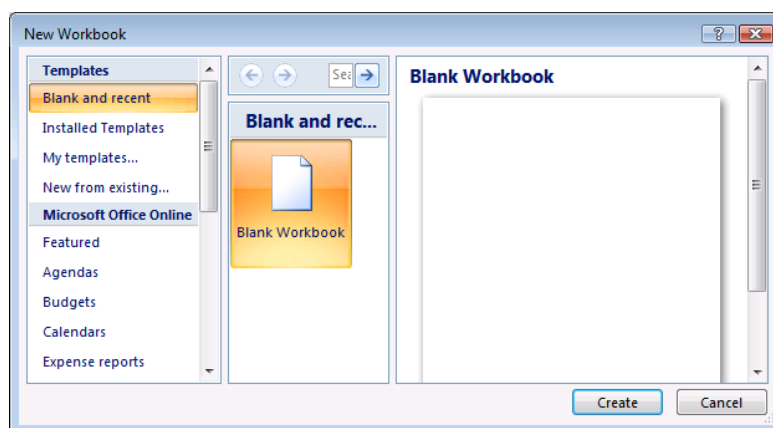 New Workbook
?
Templates
Blank and recent
Installed Templates
My templates...
New from existing...
Microsoft Office Online
Featured
Agendas
Budgets
Calendars
Expense reports
Sea
Blank and rec...
Blank Workbook
Blank Workbook
Create
Cancel